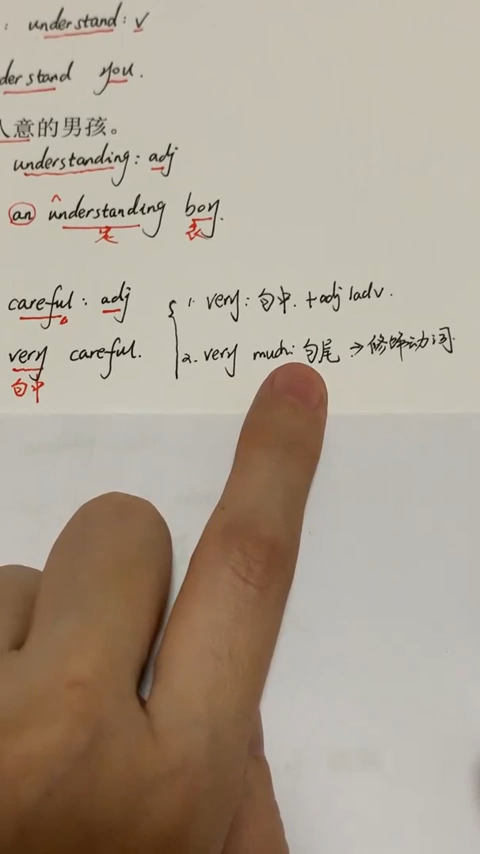 : understand: v
derstand you.
人意的男孩。
understanding: adj
an understanding boy.
定 表
careful: adj
very careful.
句中
1. very: 句中. +adj/adv.
2. very much: 句尾 → 修饰动词